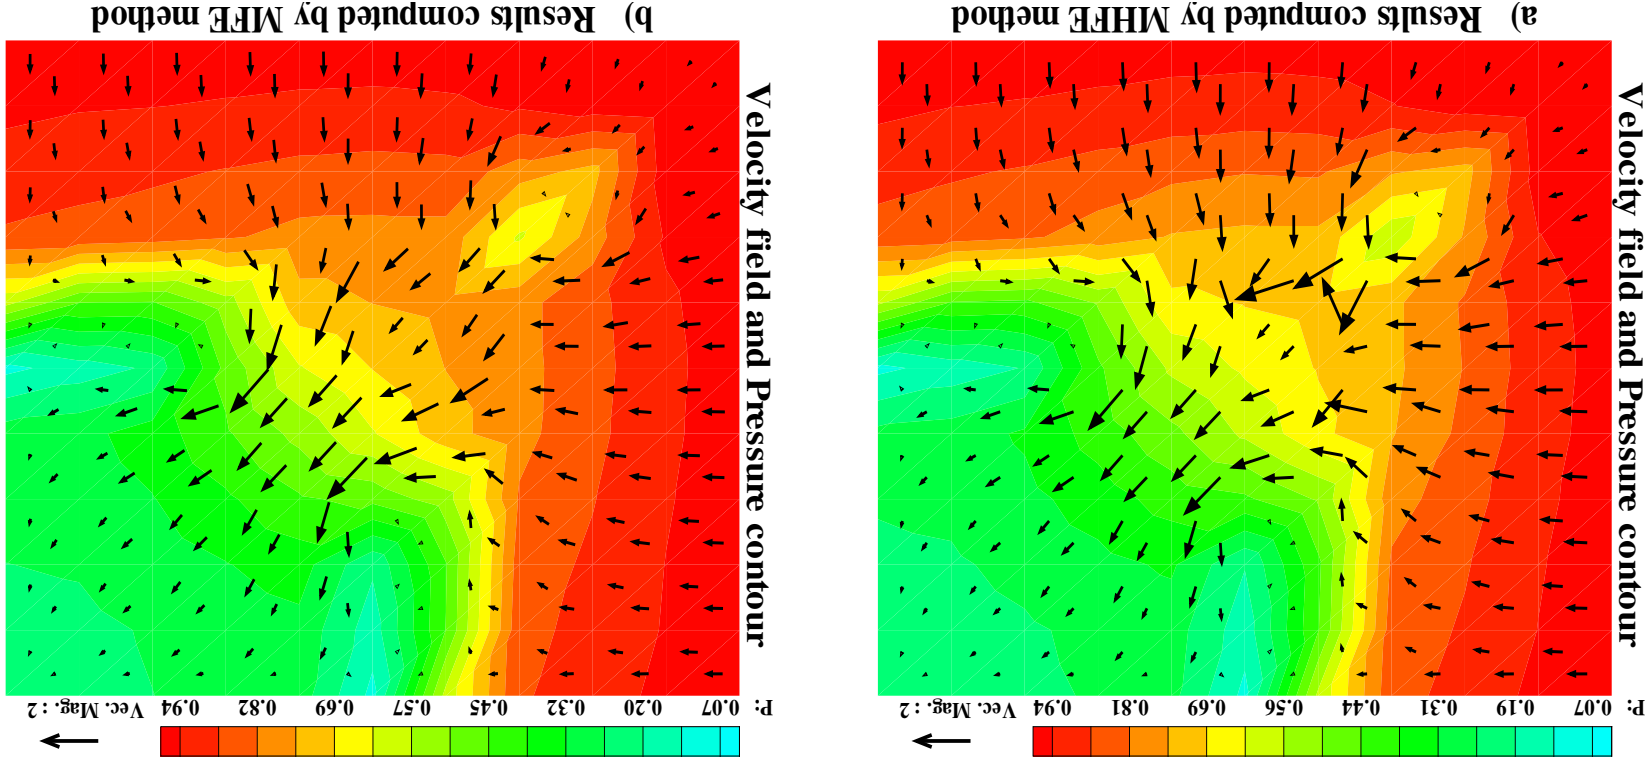 P: 0.07 0.19 0.31 0.44 0.56 0.69 0.81 0.94 Vec. Mag. : 2
Velocity field and Pressure contour
a) Results computed by MHFE method
P: 0.07 0.20 0.32 0.45 0.57 0.69 0.82 0.94 Vec. Mag. : 2
Velocity field and Pressure contour
b) Results computed by MFE method